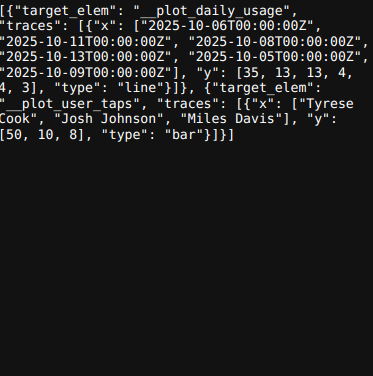 [{"target_elem": "__plot_daily_usage",
"traces": [{"x": ["2025-10-06T00:00:00Z",
"2025-10-11T00:00:00Z", "2025-10-08T00:00:00Z",
"2025-10-13T00:00:00Z", "2025-10-05T00:00:00Z",
"2025-10-09T00:00:00Z"], "y": [35, 13, 13, 4,
4, 3], "type": "line"}]}, {"target_elem":
"__plot_user_taps", "traces": [{"x": ["Tyrese
Cook", "Josh Johnson", "Miles Davis"], "y":
[50, 10, 8], "type": "bar"}]}]